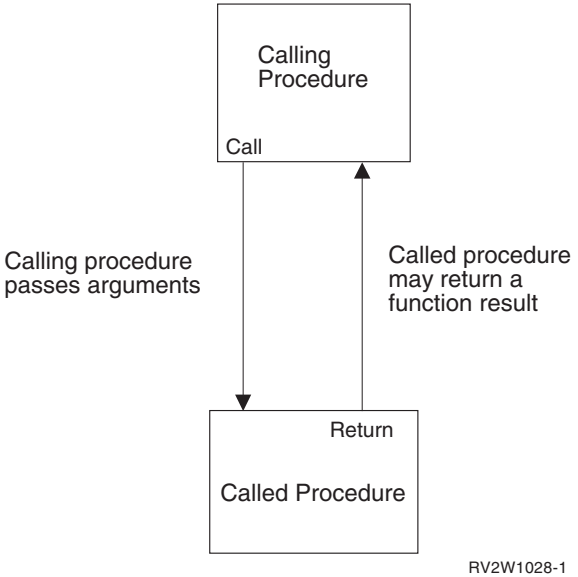 Calling
Procedure
Call
Calling procedure
passes arguments
Called procedure
may return a
function result
Return
Called Procedure
RV2W1028-1